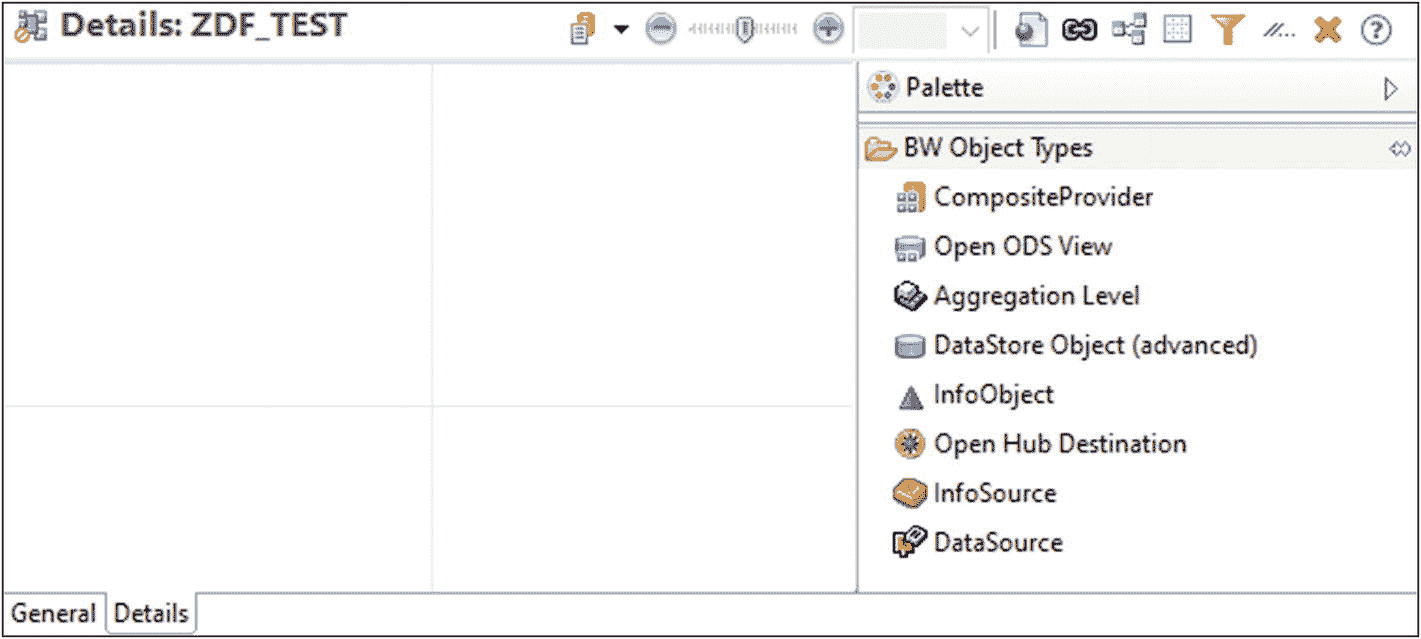 Details: ZDF_TEST
Palette
BW Object Types
CompositeProvider
Open ODS View
Aggregation Level
DataStore Object (advanced)
InfoObject
Open Hub Destination
InfoSource
DataSource
General Details